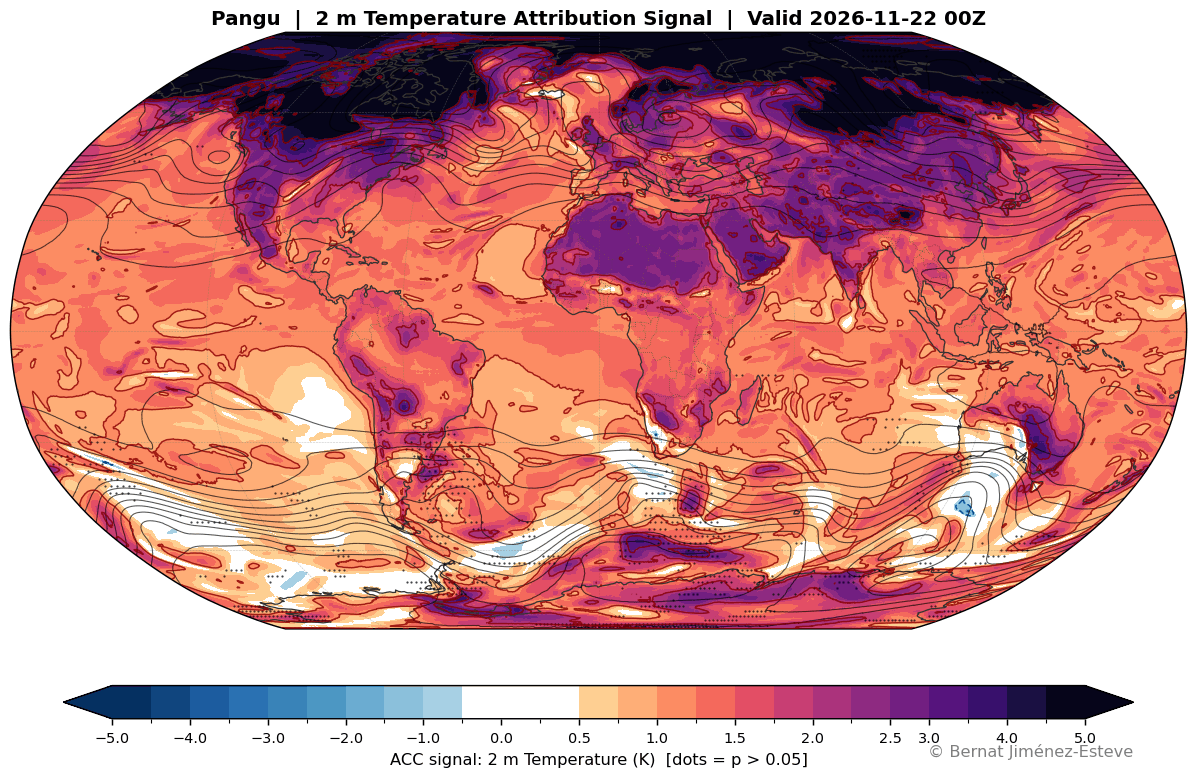 Pangu | 2 m Temperature Attribution Signal | Valid 2026-11-22 00Z
−5.0 −4.0 −3.0 −2.0 −1.0 0.0 0.5 1.0 1.5 2.0 2.5 3.0 4.0 5.0
© Bernat Jiménez-Esteve
ACC signal: 2 m Temperature (K) [dots = p > 0.05]